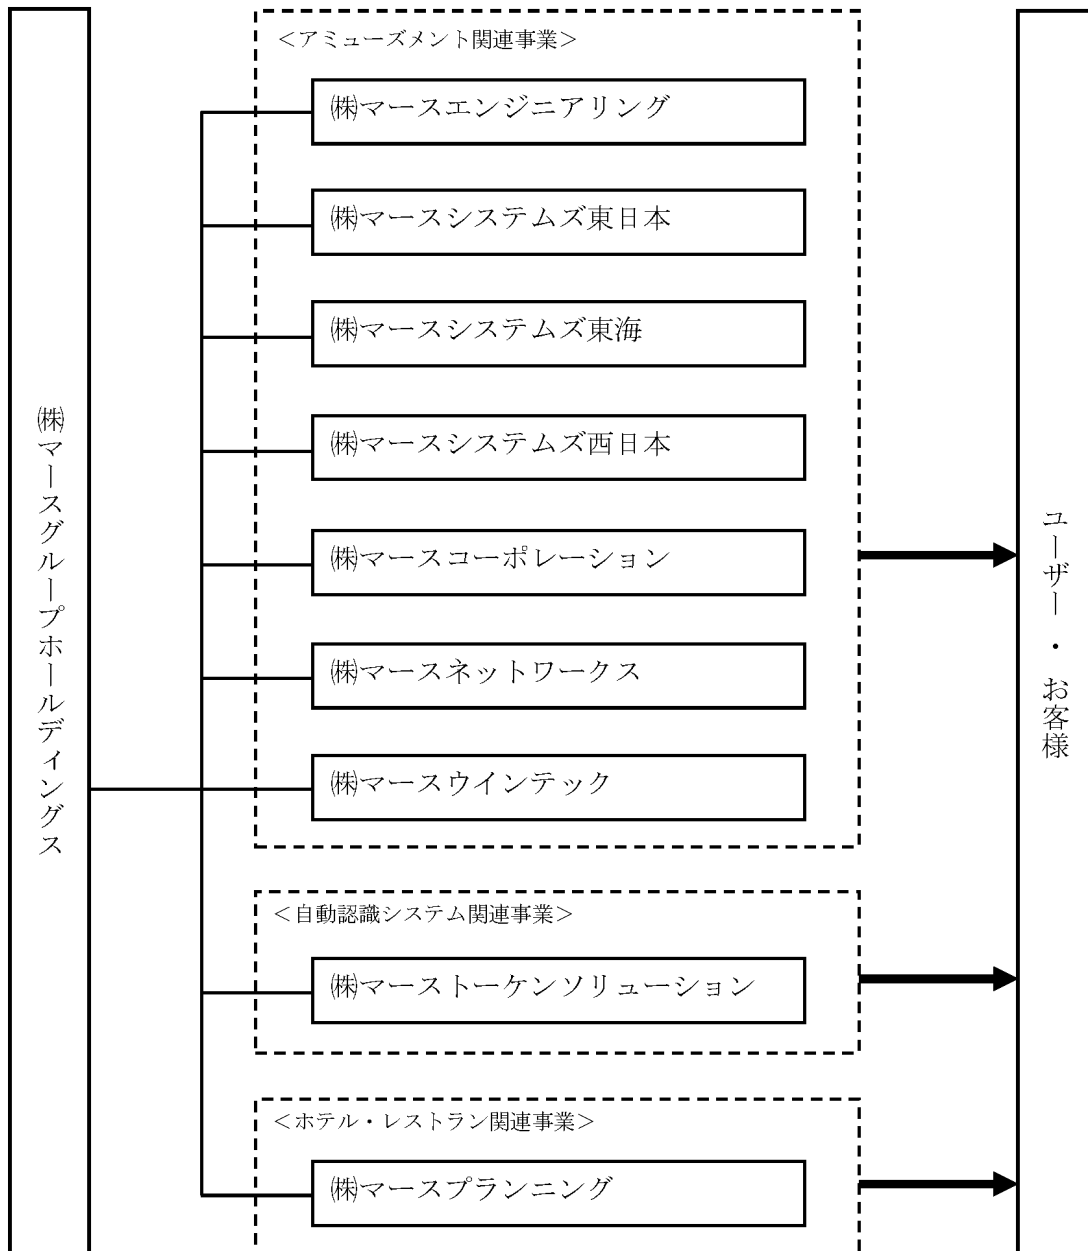 ㈱マースグループホールディングス
＜アミューズメント関連事業＞
㈱マースエンジニアリング
㈱マースシステムズ東日本
㈱マースシステムズ東海
㈱マースシステムズ西日本
㈱マースコーポレーション
㈱マースネットワークス
㈱マースウインテック
＜自動認識システム関連事業＞
㈱マーストーケンソリューション
＜ホテル・レストラン関連事業＞
㈱マースプランニング
ユーザー・お客様